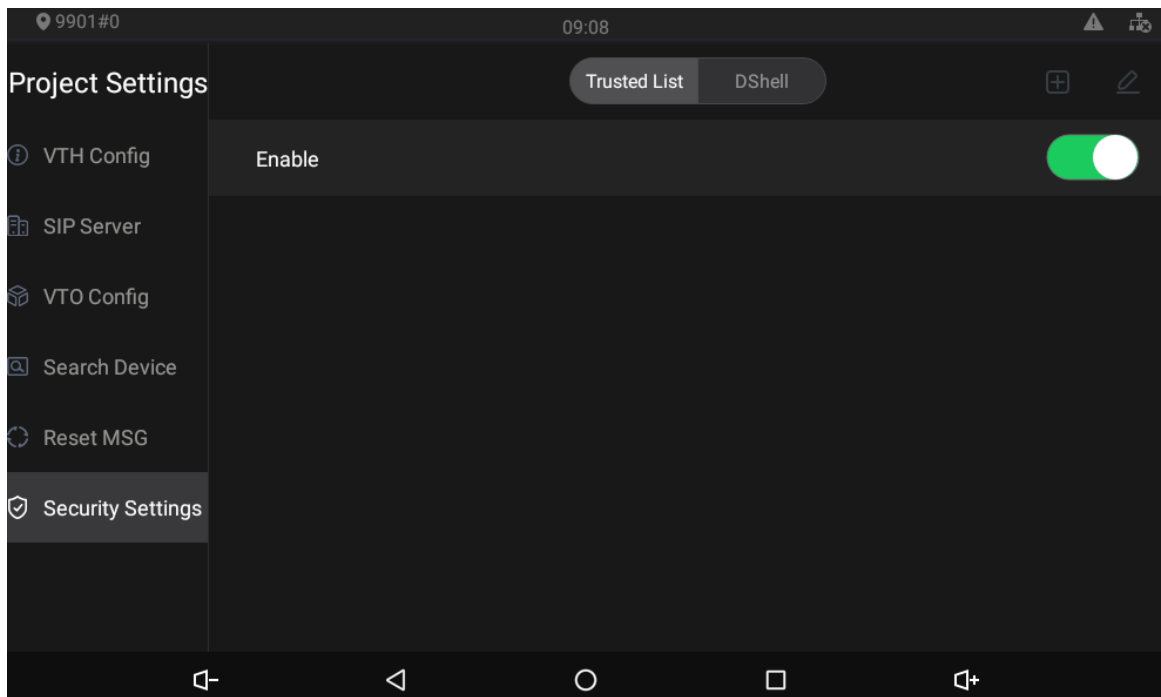 9901#0
09:08
Project Settings
Trusted List
DShell
VTH Config
Enable
SIP Server
VTO Config
Search Device
Reset MSG
Security Settings